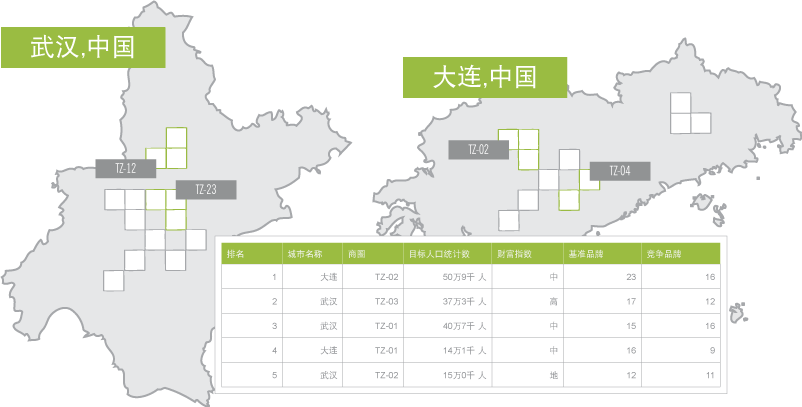 武汉,中国
大连,中国
TZ-12
TZ-23
TZ-02
TZ-04
排名 城市名称 商圈 目标人口统计数 财富指数 基准品牌 竞争品牌
1 大连 TZ-02 50万9千 人 中 23 16
2 武汉 TZ-03 37万3千 人 高 17 12
3 武汉 TZ-01 40万7千 人 中 15 16
4 大连 TZ-01 14万1千 人 中 16 9
5 武汉 TZ-02 15万0千 人 地 12 11